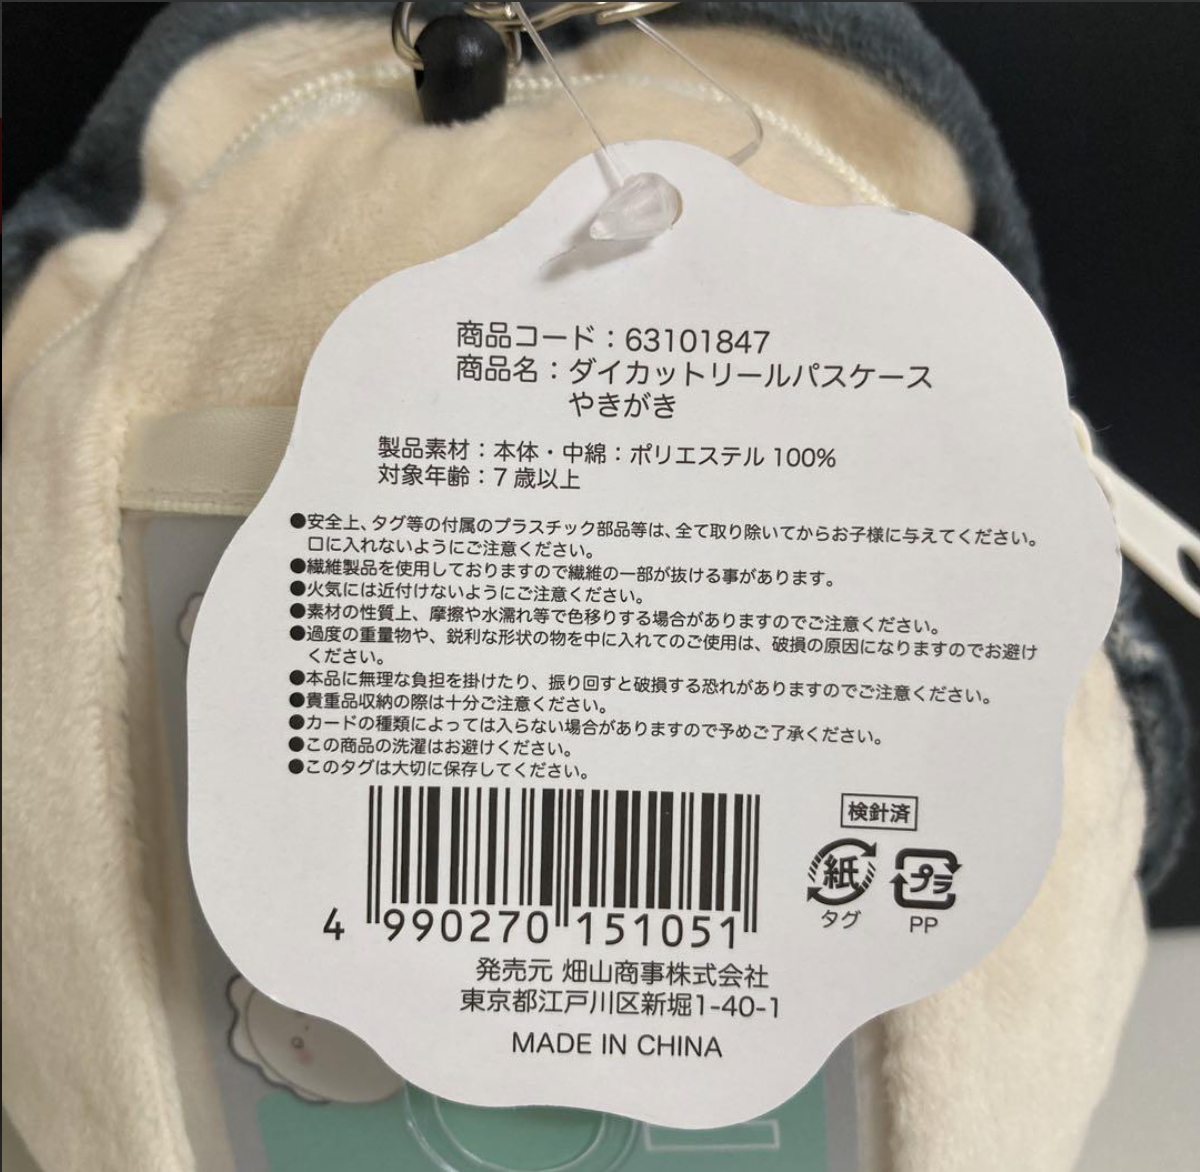 商品コード：63101847
商品名：ダイカットリールパスケース
やきがき
製品素材：本体・中綿：ポリエステル 100%
対象年齢：7 歳以上
●安全上、タグ等の付属のプラスチック部品等は、全て取り除いてからお子様に与えてください。
口に入れないようにご注意ください。
●繊維製品を使用しておりますので繊維の一部が抜ける事があります。
●火気には近付けないようにご注意ください。
●素材の性質上、摩擦や水濡れ等で色移りする場合がありますのでご注意ください。
●過度の重量物や、鋭利な形状の物を中に入れてのご使用は、破損の原因になりますのでお避け
ください。
●本品に無理な負担を掛けたり、振り回すと破損する恐れがありますのでご注意ください。
●貴重品収納の際は十分ご注意ください。
●カードの種類によっては入らない場合がありますので予めご了承ください。
●この商品の洗濯はお避けください。
●このタグは大切に保存してください。
検針済
紙
タグ
プラ
PP
4 990270 151051
発売元 畑山商事株式会社
東京都江戸川区新堀1-40-1
MADE IN CHINA